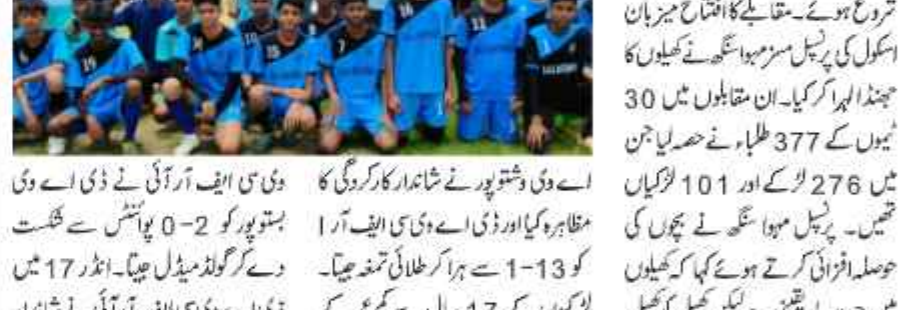 شروع ہوئے۔ مقابلے کا افتتاح میزبان
اسکول کی پرنسپل مسز مہوا سنگھ نے کھیلوں کا
جھنڈا لہرا کر کیا۔ ان مقابلوں میں 30
ٹیموں کے 377 طلباء نے حصہ لیا جن
میں 276 لڑکے اور 101 لڑکیاں
تھیں۔ پرنسپل مہوا سنگھ نے بچوں کی
حوصلہ افزائی کرتے ہوئے کہا کہ کھیلوں
اے وی وشتو پور نے شاندار کارکردگی کا
مظاہرہ کیا اور ڈی اے وی سی ایف آر ا
کو 13-1 سے ہرا کر طلائی تمغہ جیتا۔
وی سی ایف آر آئی نے ڈی اے وی
بستو پور کو 2-0 پوائنٹس سے شکست
دے کر گولڈ میڈل جیتا۔ انڈر 17 میں